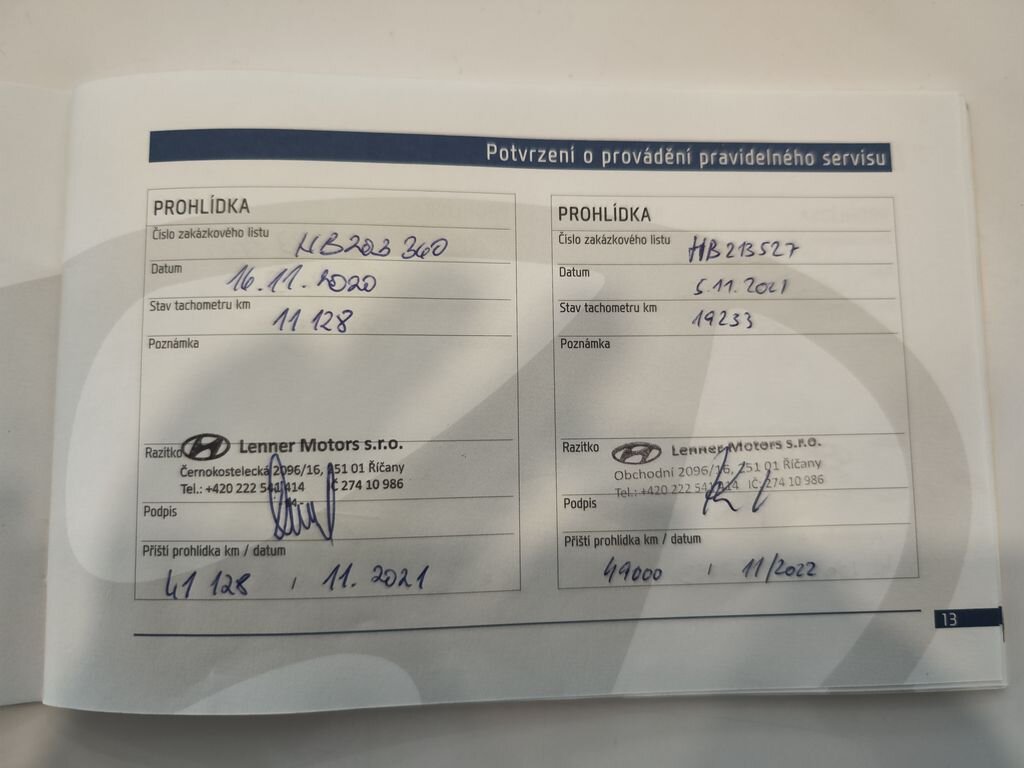 Potvrzení o provádění pravidelného servisu
PROHLÍDKA
Číslo zakázkového listu HB203 360
Datum 16.11.2020
Stav tachometru km 11 128
Poznámka
Razítko Lenner Motors s.r.o.
Černokostelecká 2096/16, 251 01 Říčany
Tel.: +420 222 541 414 IČ 274 10 986
Podpis
Příští prohlídka km / datum
41 128 , 11. 2021
PROHLÍDKA
Číslo zakázkového listu HB213527
Datum 5.11.2021
Stav tachometru km 19233
Poznámka
Razítko Lenner Motors s.r.o.
Obchodní 2096/16, 251 01 Říčany
Tel.: +420 222 541 414 IČ: 274 10 986
Podpis
Příští prohlídka km / datum
49000 , 11/2022
13